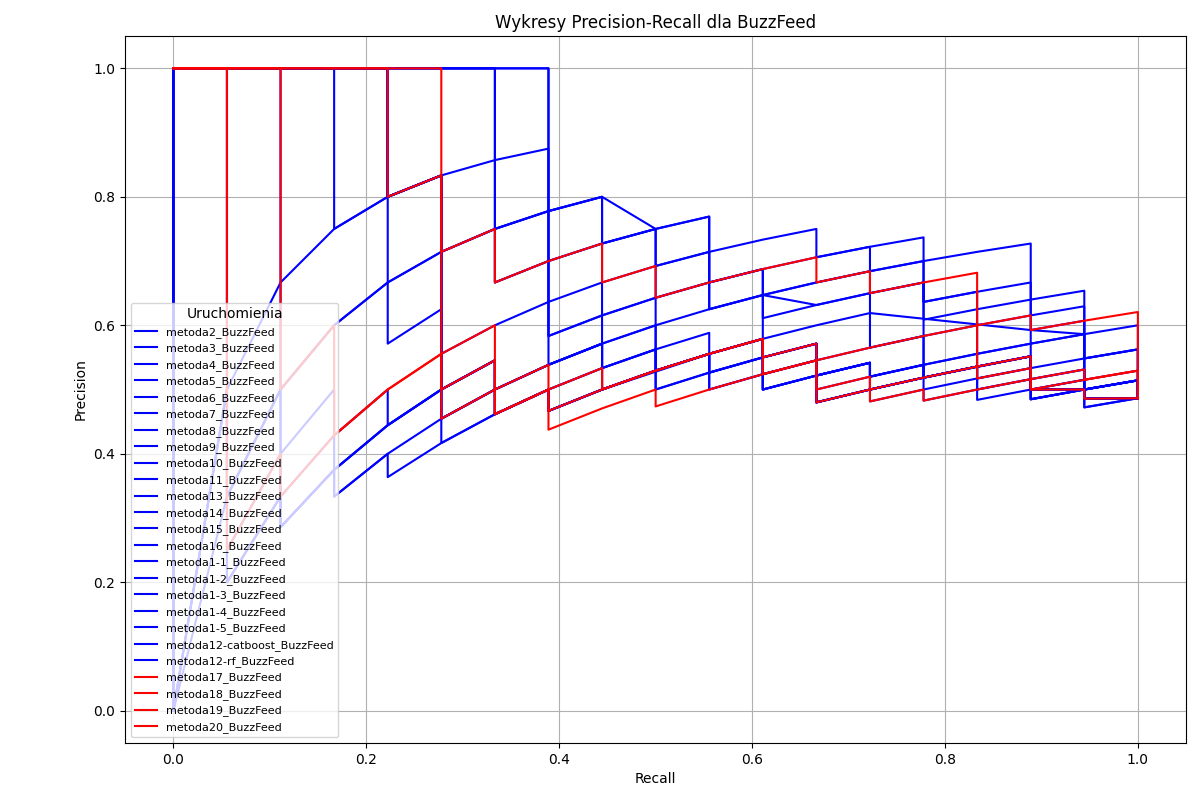 Wykresy Precision-Recall dla BuzzFeed
Precision
1.0
0.8
0.6
0.4
0.2
0.0
Uruchomienia
metoda2_BuzzFeed
metoda3_BuzzFeed
metoda4_BuzzFeed
metoda5_BuzzFeed
metoda6_BuzzFeed
metoda7_BuzzFeed
metoda8_BuzzFeed
metoda9_BuzzFeed
metoda10_BuzzFeed
metoda11_BuzzFeed
metoda13_BuzzFeed
metoda14_BuzzFeed
metoda15_BuzzFeed
metoda16_BuzzFeed
metoda1-1_BuzzFeed
metoda1-2_BuzzFeed
metoda1-3_BuzzFeed
metoda1-4_BuzzFeed
metoda1-5_BuzzFeed
metoda12-catboost_BuzzFeed
metoda12-rf_BuzzFeed
metoda17_BuzzFeed
metoda18_BuzzFeed
metoda19_BuzzFeed
metoda20_BuzzFeed
0.0 0.2 0.4 0.6 0.8 1.0
Recall